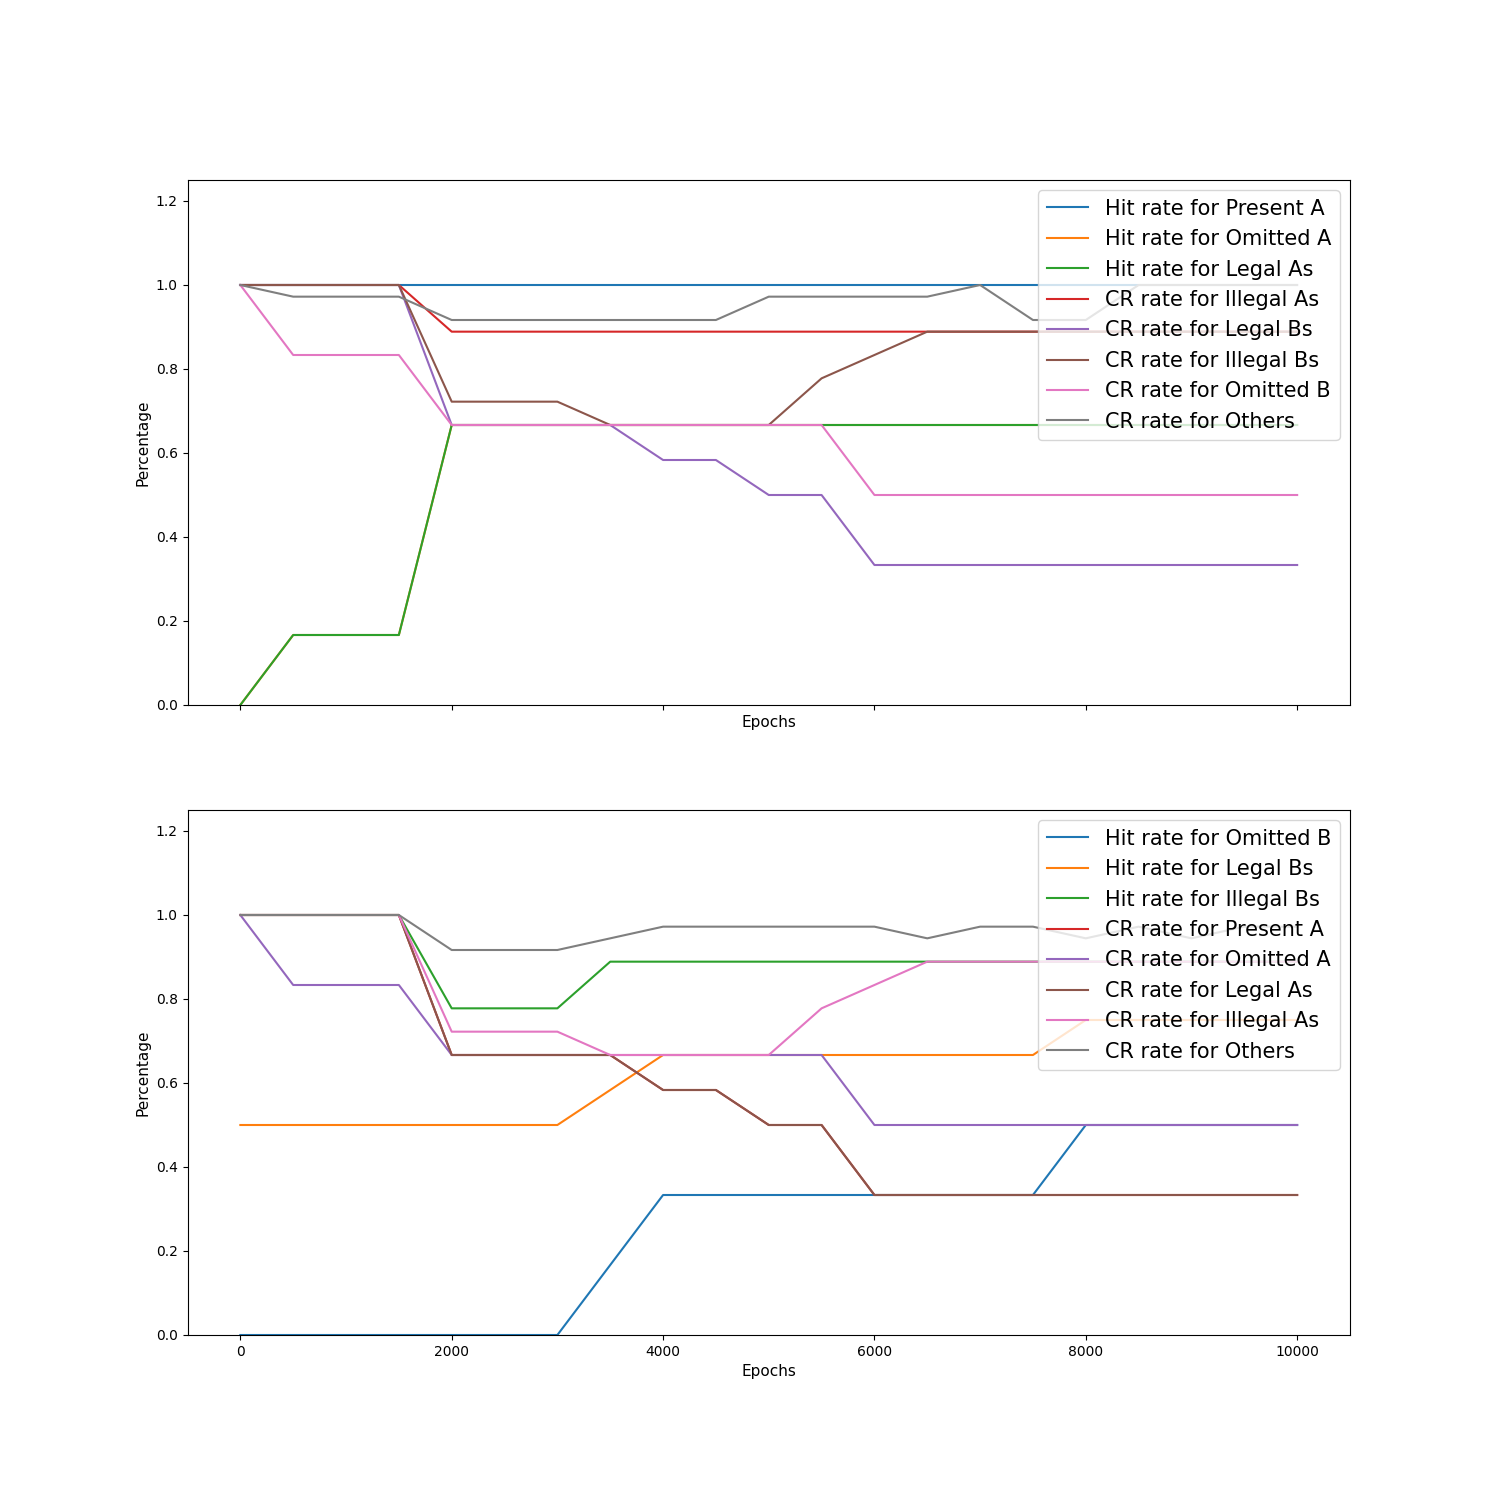 1.2
1.0
0.8
0.6
0.4
0.2
0.0
Percentage
Epochs
Hit rate for Present A
Hit rate for Omitted A
Hit rate for Legal As
CR rate for Illegal As
CR rate for Legal Bs
CR rate for Illegal Bs
CR rate for Omitted B
CR rate for Others
1.2
1.0
0.8
0.6
0.4
0.2
0.0
Percentage
Hit rate for Omitted B
Hit rate for Legal Bs
Hit rate for Illegal Bs
CR rate for Present A
CR rate for Omitted A
CR rate for Legal As
CR rate for Illegal As
CR rate for Others
0 2000 4000 6000 8000 10000
Epochs